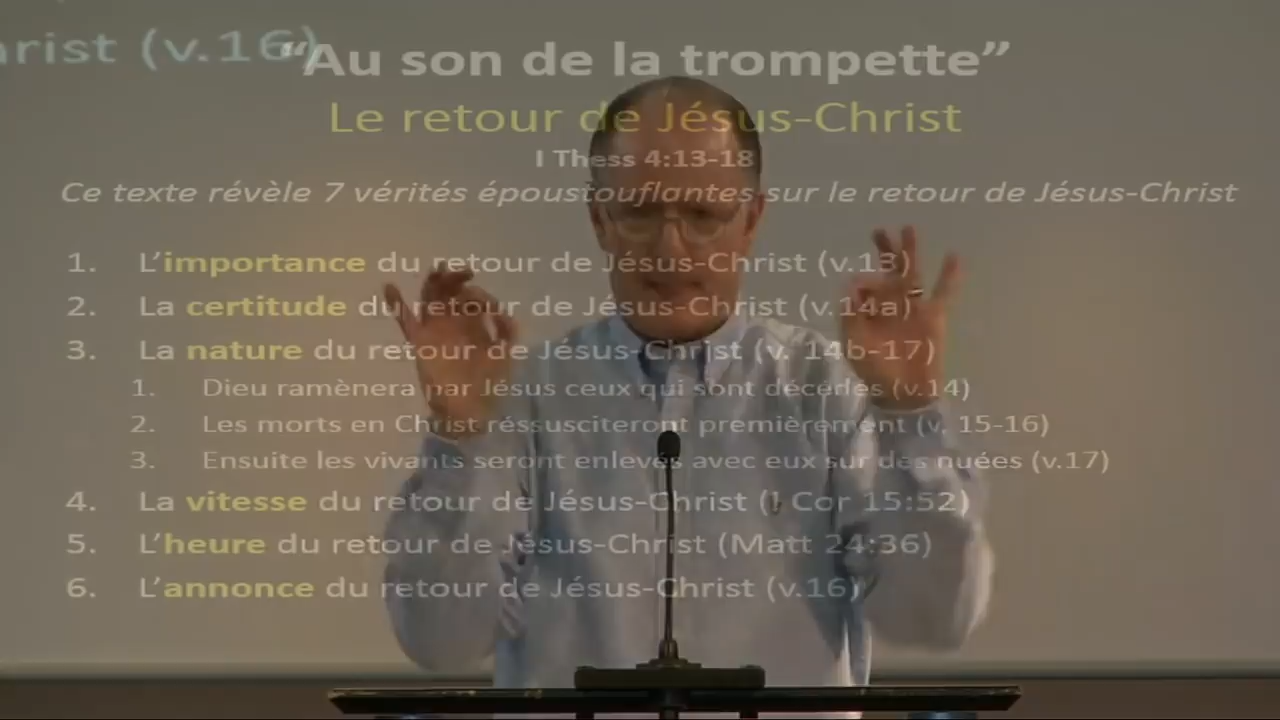 rist (v.16)
“Au son de la trompette”
Le retour de Jésus-Christ
I Thess 4:13-18
Ce texte révèle 7 vérités époustouflantes sur le retour de Jésus-Christ
1. L’importance du retour de Jésus-Christ (v.13)
2. La certitude du retour de Jésus-Christ (v.14a)
3. La nature du retour de Jésus-Christ (v. 14b-17)
1. Dieu ramènera par Jésus ceux qui sont décédés (v.14)
2. Les morts en Christ réssusciteront premièrement (v. 15-16)
3. Ensuite les vivants seront enlevés avec eux sur des nuées (v.17)
4. La vitesse du retour de Jésus-Christ (I Cor 15:52)
5. L’heure du retour de Jésus-Christ (Matt 24:36)
6. L’annonce du retour de Jésus-Christ (v.16)